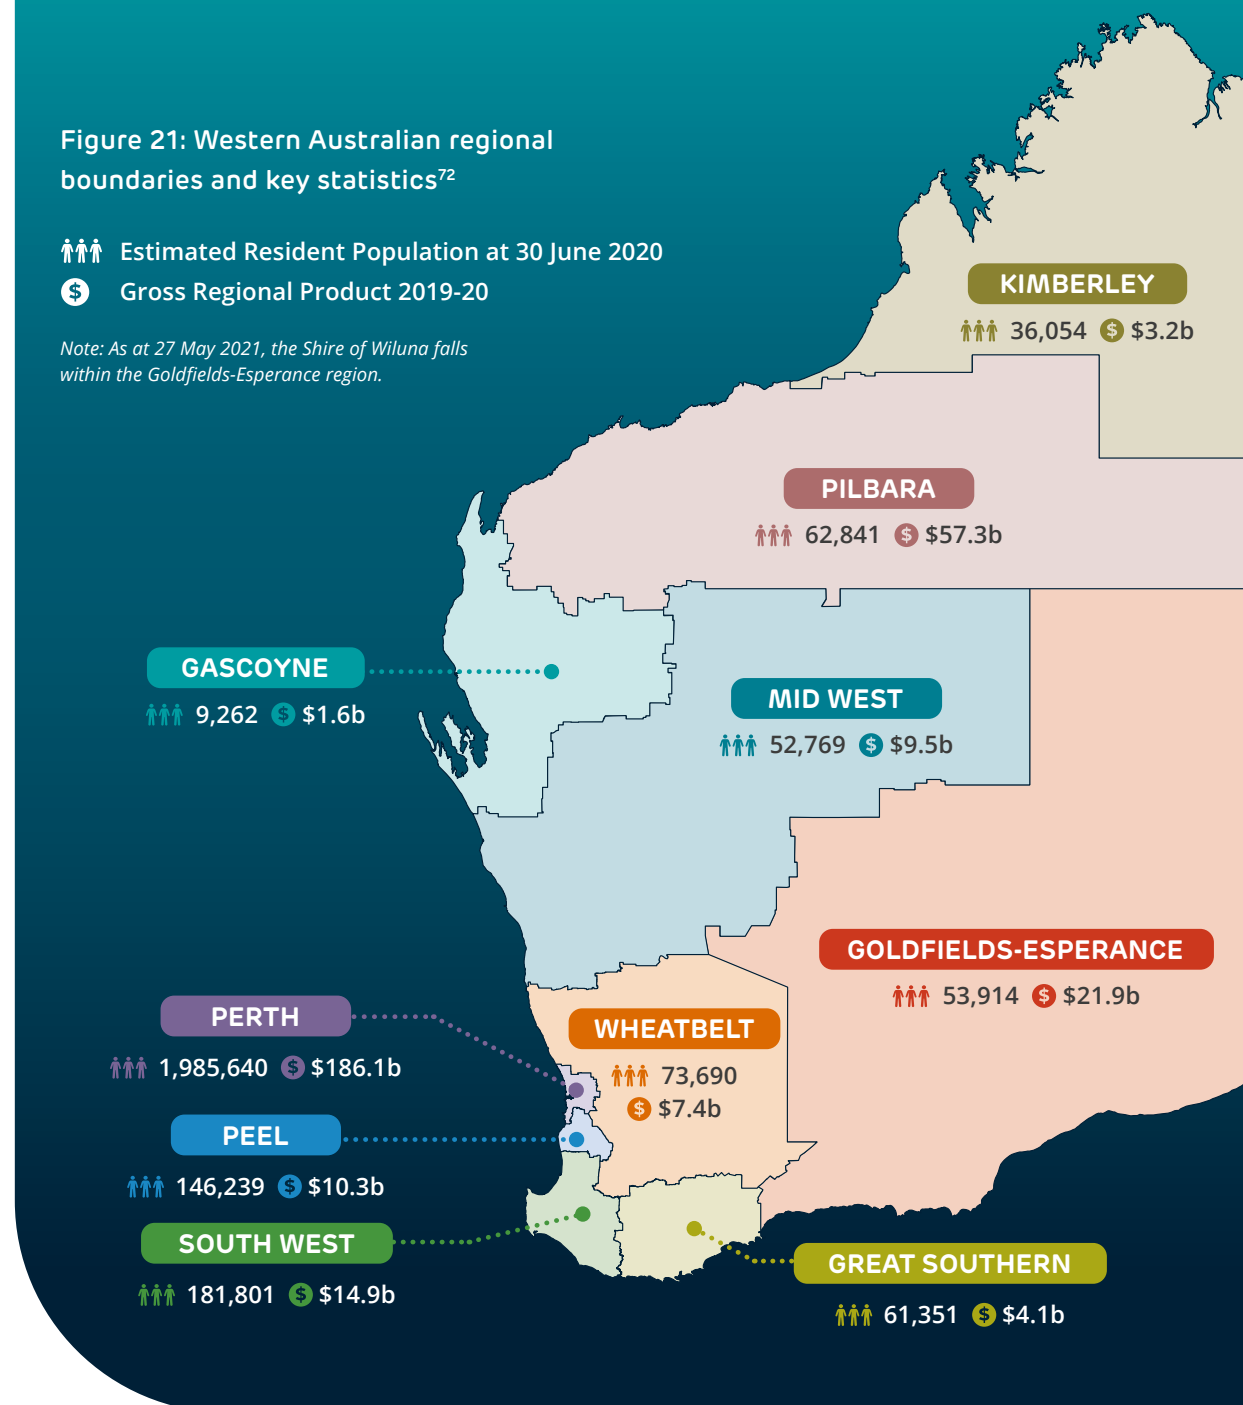 Figure 21: Western Australian regional
boundaries and key statistics⁷²
Estimated Resident Population at 30 June 2020
$ Gross Regional Product 2019-20
Note: As at 27 May 2021, the Shire of Wiluna falls
within the Goldfields-Esperance region.
KIMBERLEY
36,054 $ $3.2b
PILBARA
62,841 $ $57.3b
GASCOYNE
9,262 $ $1.6b
MID WEST
52,769 $ $9.5b
GOLDFIELDS-ESPERANCE
53,914 $ $21.9b
PERTH
1,985,640 $ $186.1b
WHEATBELT
73,690
$ $7.4b
PEEL
146,239 $ $10.3b
SOUTH WEST
181,801 $ $14.9b
GREAT SOUTHERN
61,351 $ $4.1b